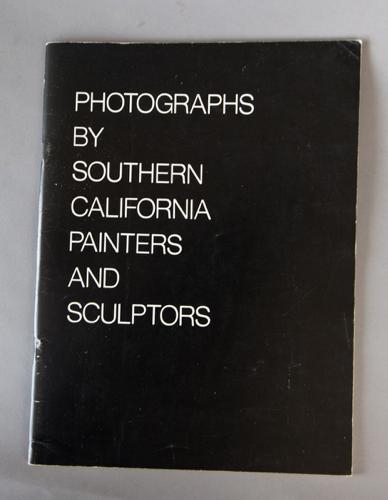 PHOTOGRAPHS
BY
SOUTHERN
CALIFORNIA
PAINTERS
AND
SCULPTORS